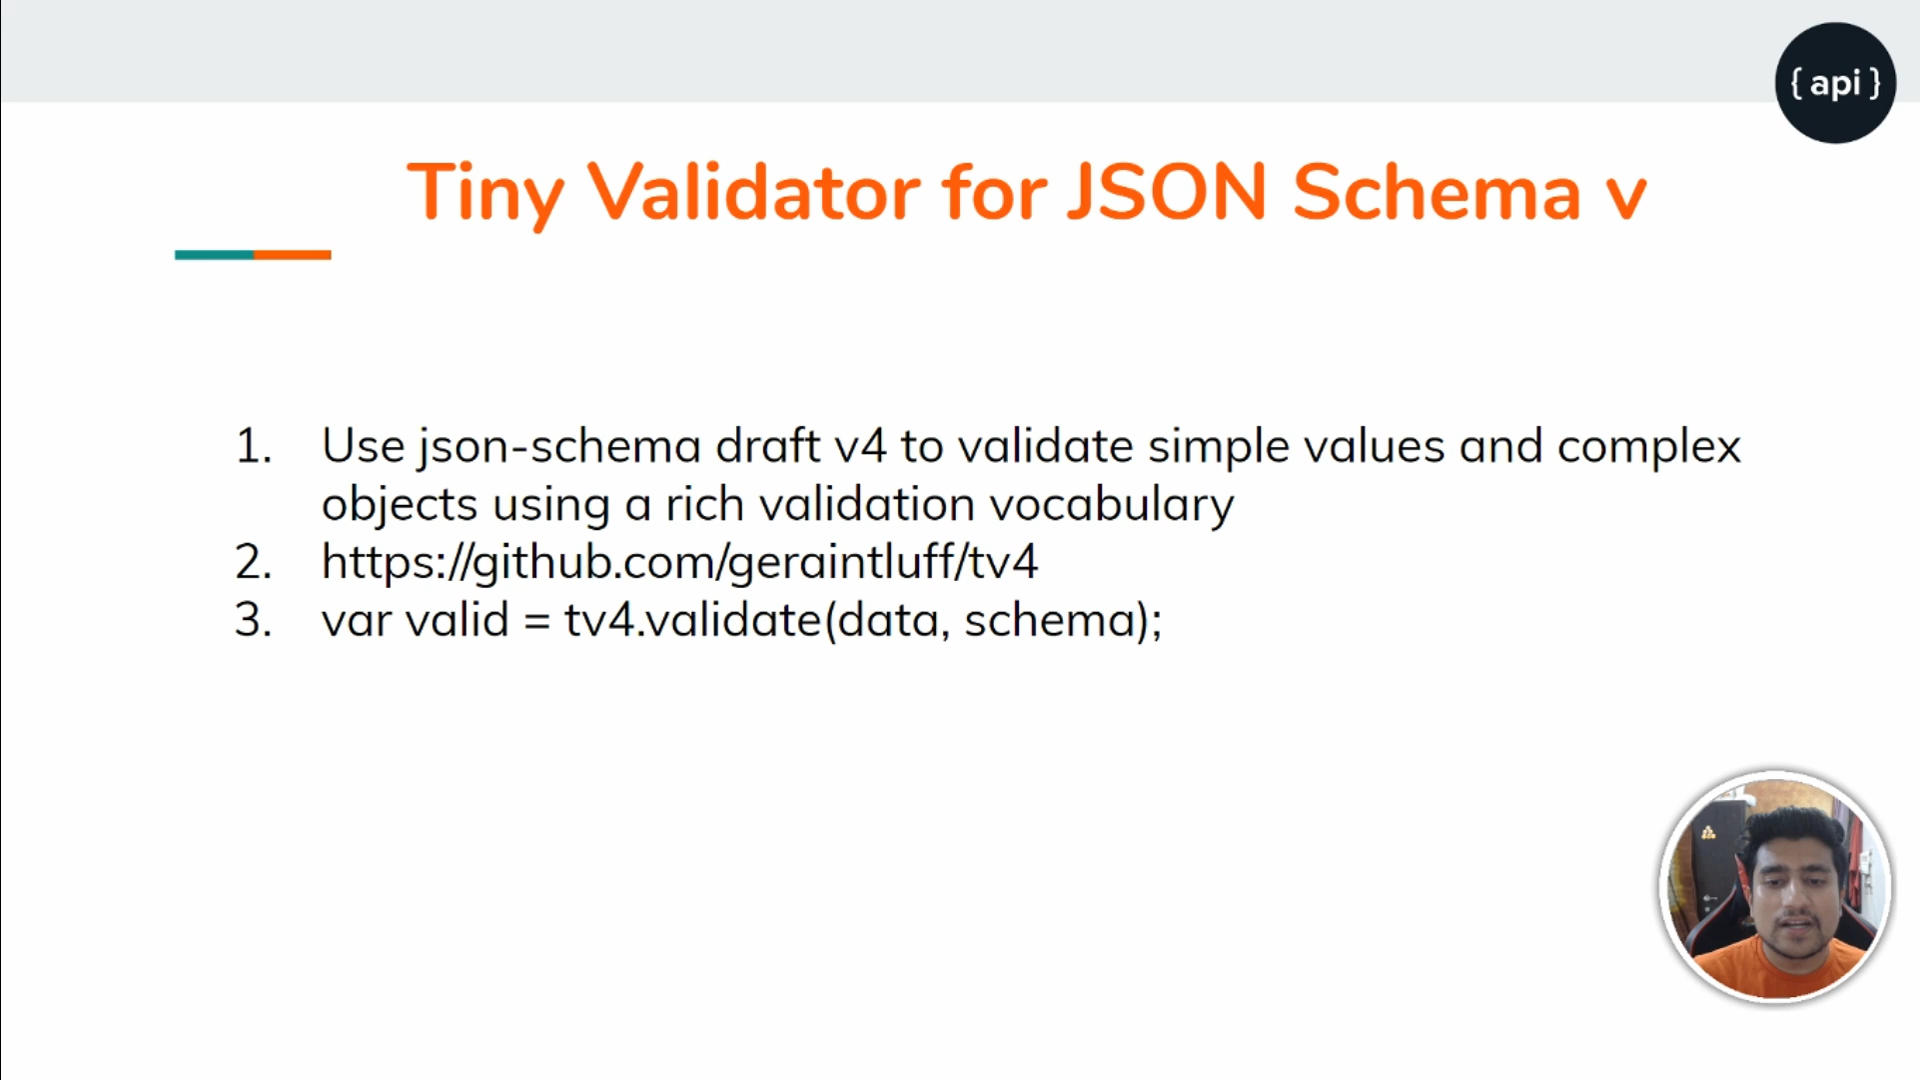 { api }
Tiny Validator for JSON Schema v
1. Use json-schema draft v4 to validate simple values and complex
objects using a rich validation vocabulary
2. https://github.com/geraintluff/tv4
3. var valid = tv4.validate(data, schema);